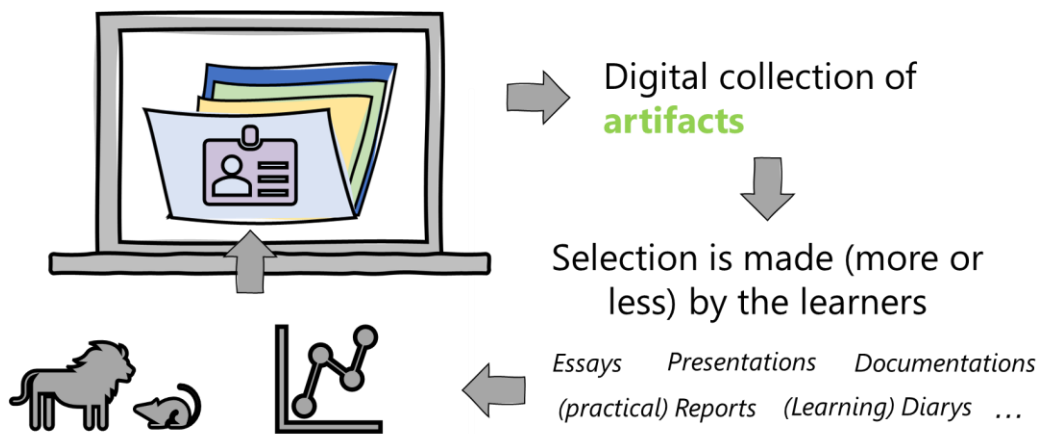 Digital collection of
artifacts
Selection is made (more or
less) by the learners
Essays Presentations Documentations
(practical) Reports (Learning) Diarys ...